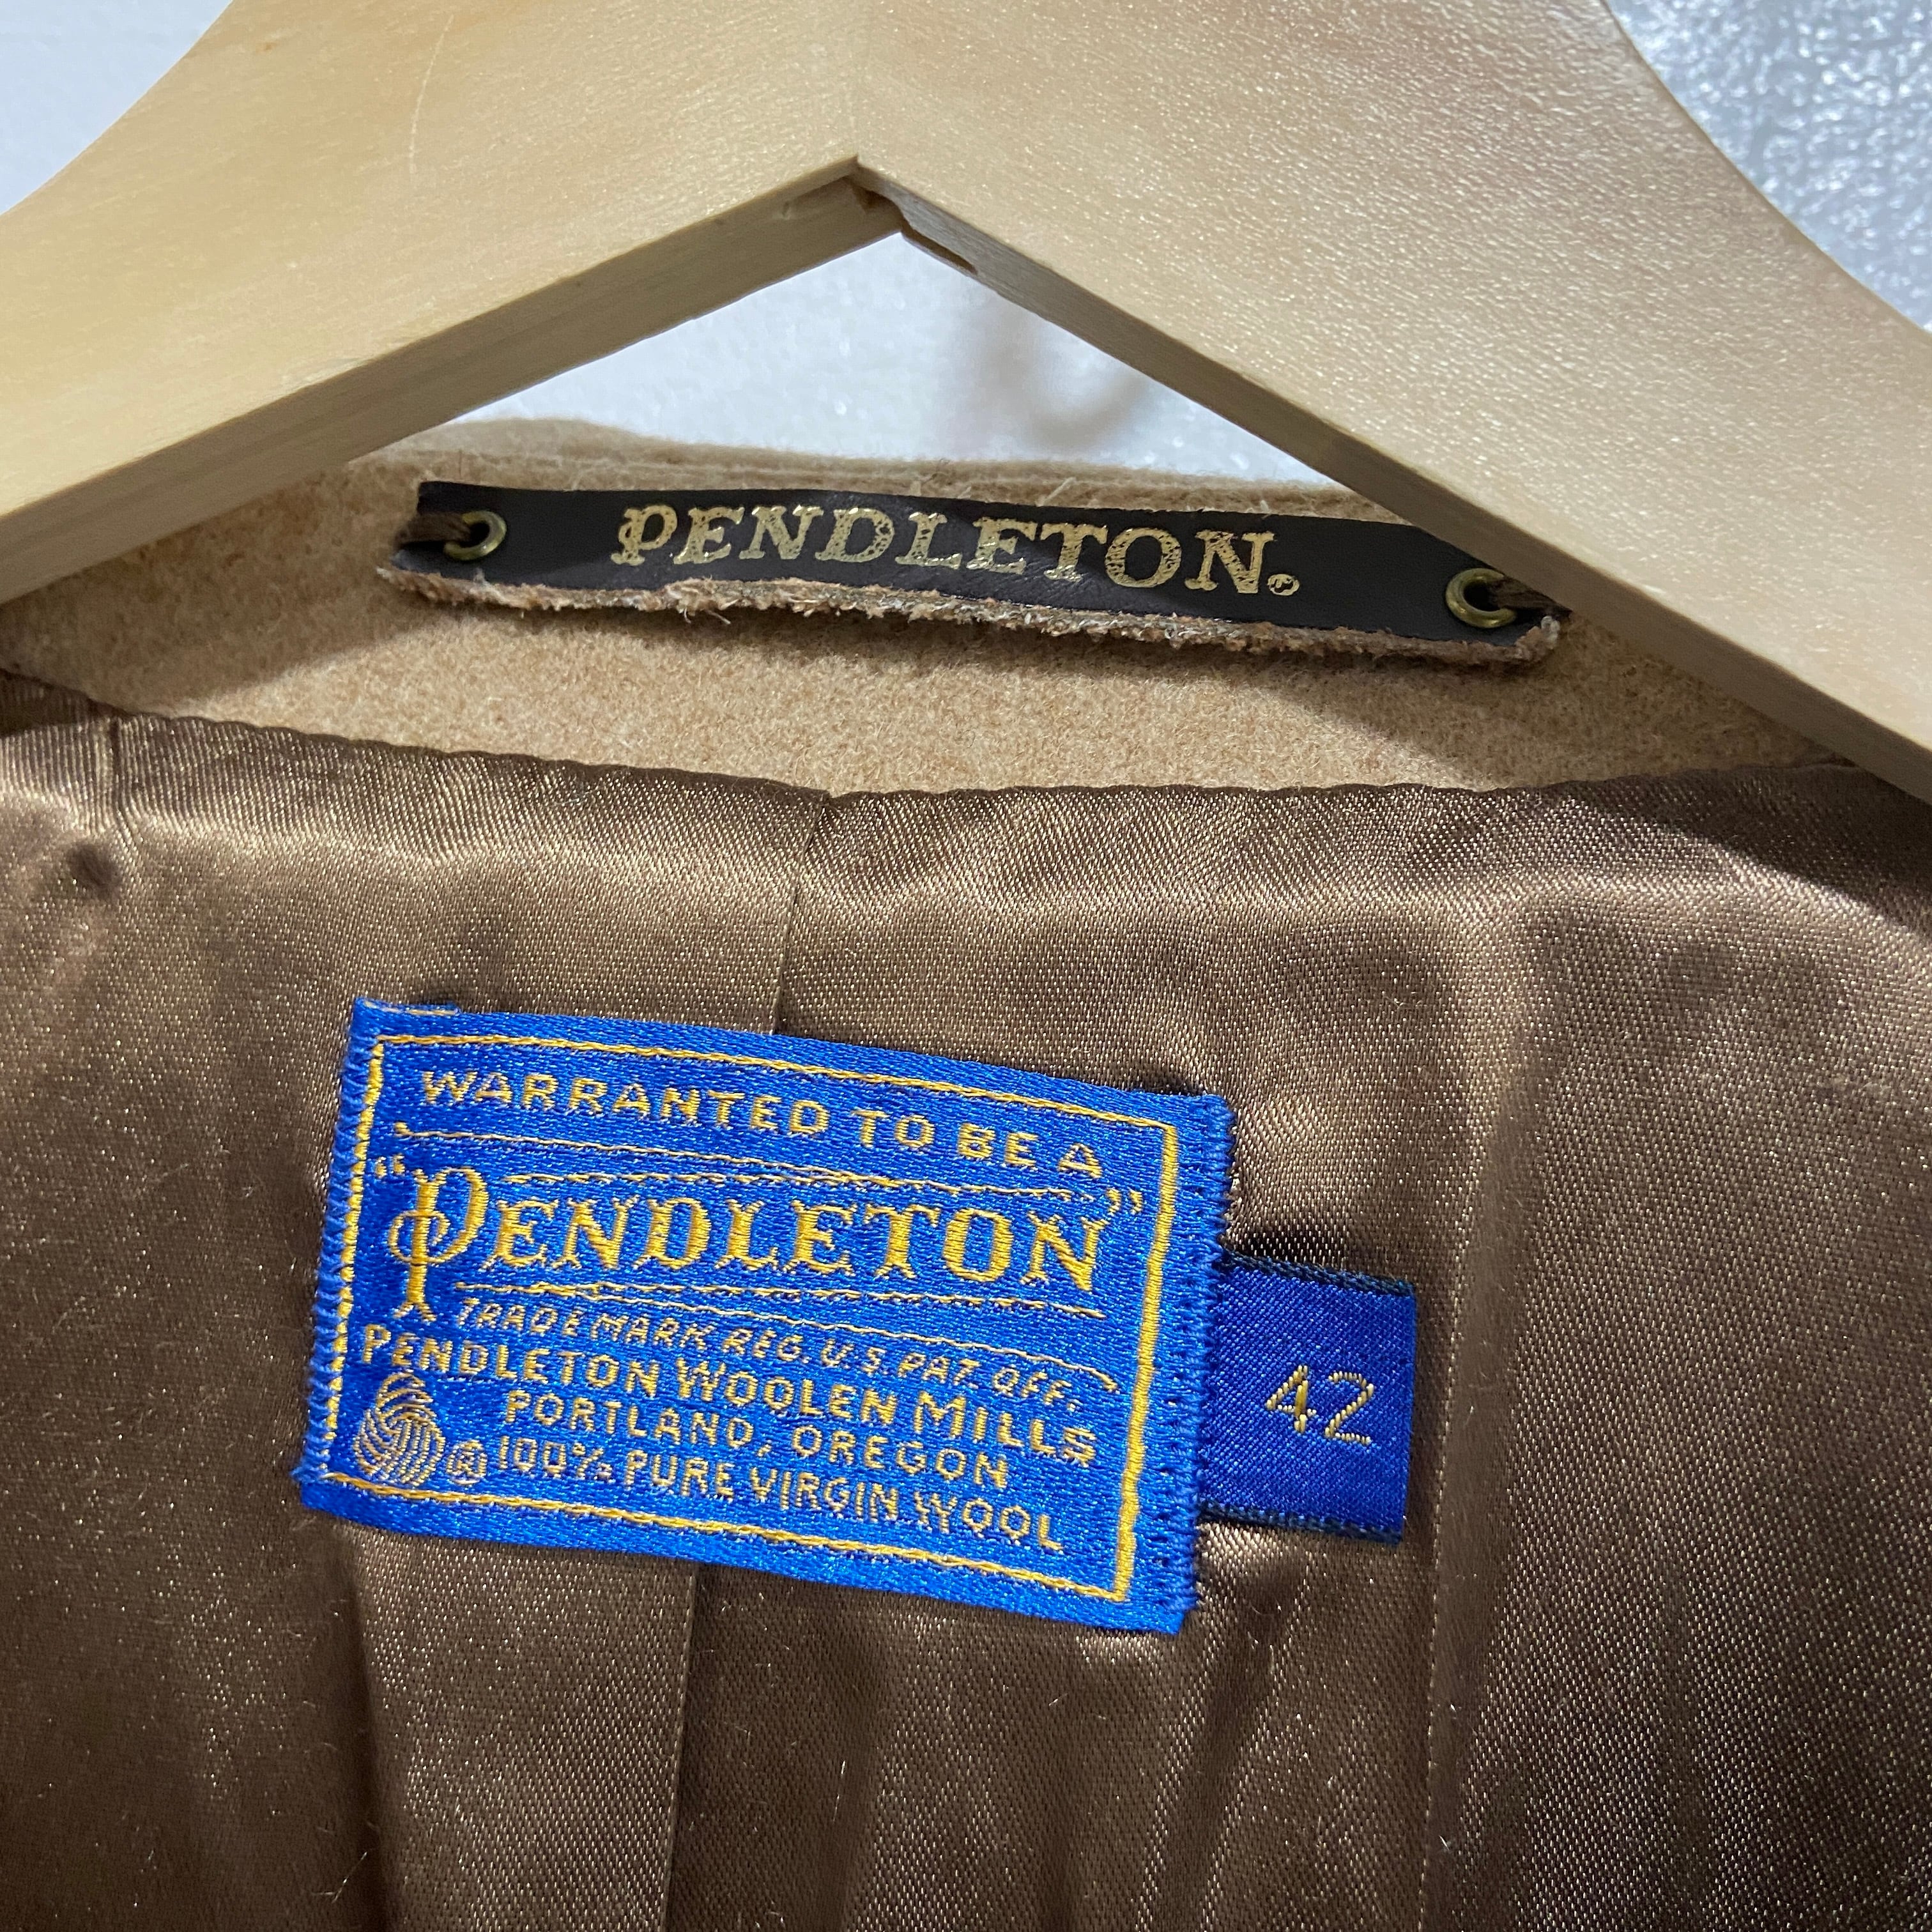 PENDLETON®
WARRANTED TO BE A
"PENDLETON"
TRADE MARK REG. U.S. PAT. OFF.
PENDLETON WOOLEN MILLS
PORTLAND, OREGON
® 100% PURE VIRGIN WOOL
42